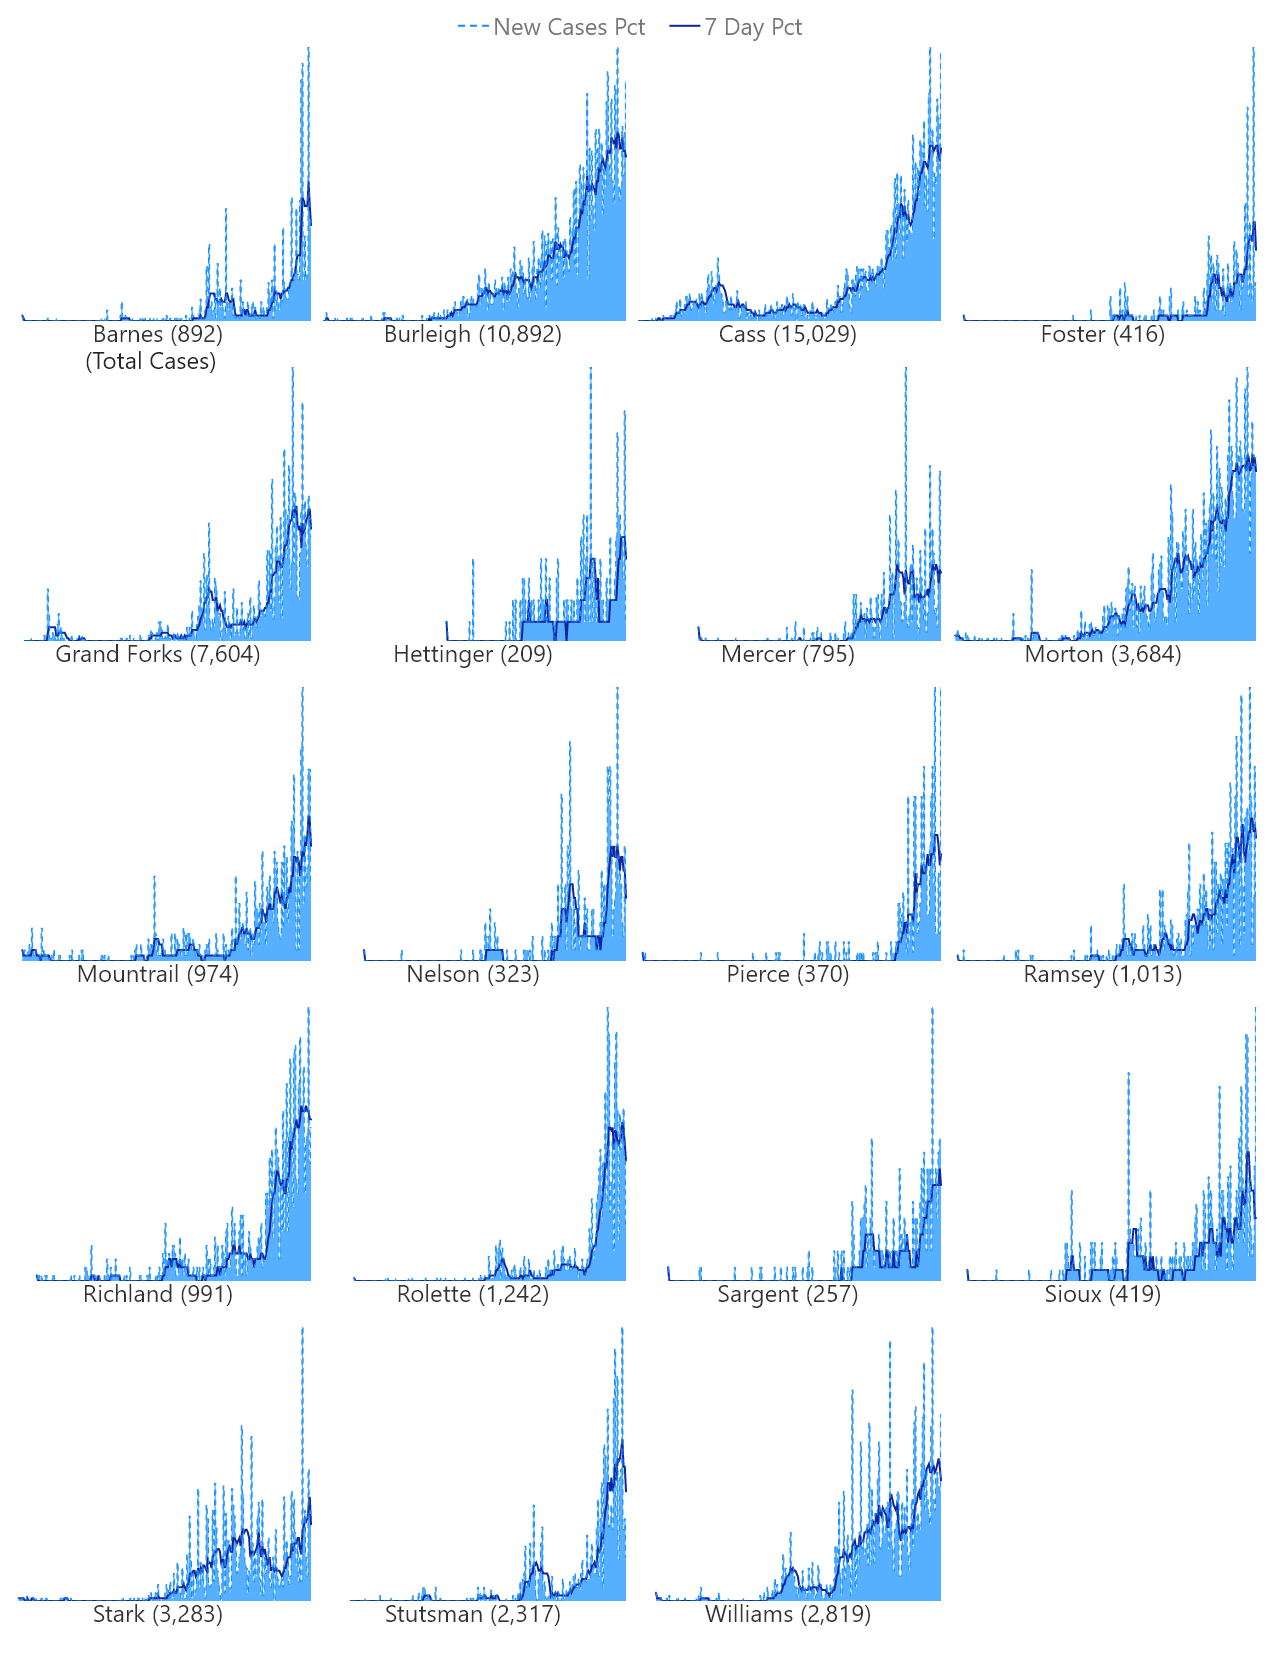 New Cases Pct 7 Day Pct
Barnes (892) Burleigh (10,892) Cass (15,029) Foster (416)
(Total Cases)
Grand Forks (7,604) Hettinger (209) Mercer (795) Morton (3,684)
Mountrail (974) Nelson (323) Pierce (370) Ramsey (1,013)
Richland (991) Rolette (1,242) Sargent (257) Sioux (419)
Stark (3,283) Stutsman (2,317) Williams (2,819)